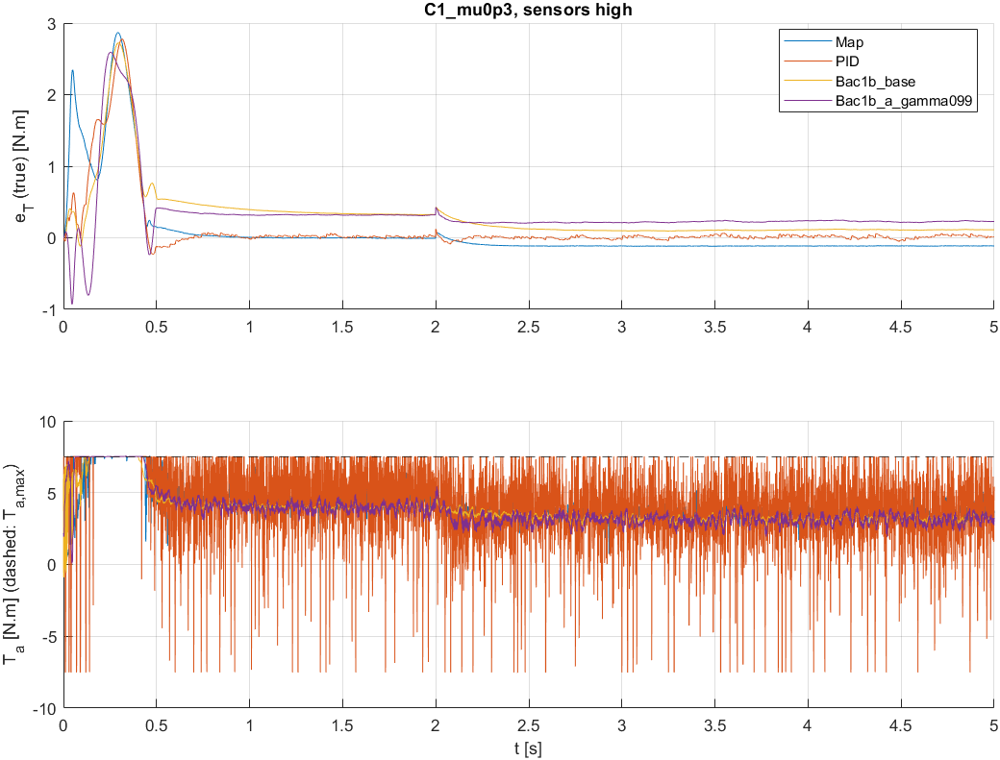 C1_mu0p3, sensors high
e_T (true) [N.m]
3
2
1
0
-1
Map
PID
Bac1b_base
Bac1b_a_gamma099
0 0.5 1 1.5 2 2.5 3 3.5 4 4.5 5
T_a [N.m] (dashed: T_a,max)
10
5
0
-5
-10
0 0.5 1 1.5 2 2.5 3 3.5 4 4.5 5
t [s]